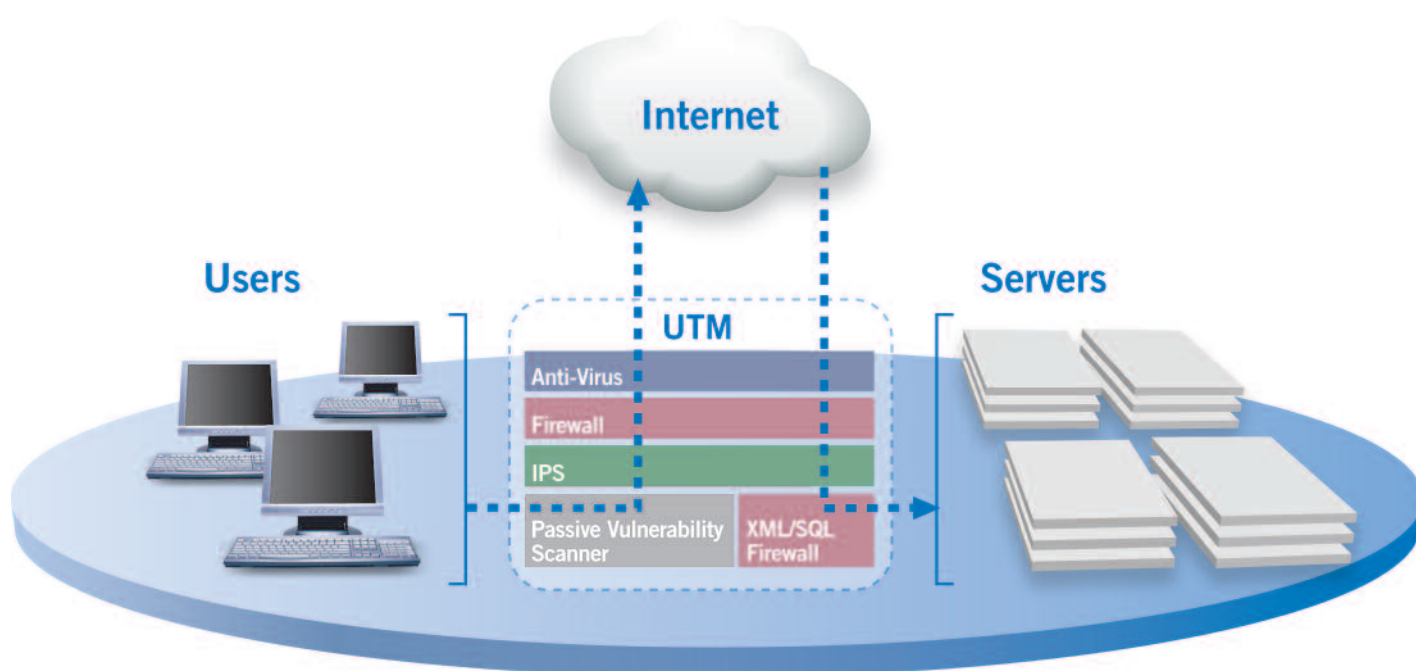 Internet
Users
Servers
UTM
Anti-Virus
Firewall
IPS
Passive Vulnerability
Scanner
XML/SQL
Firewall